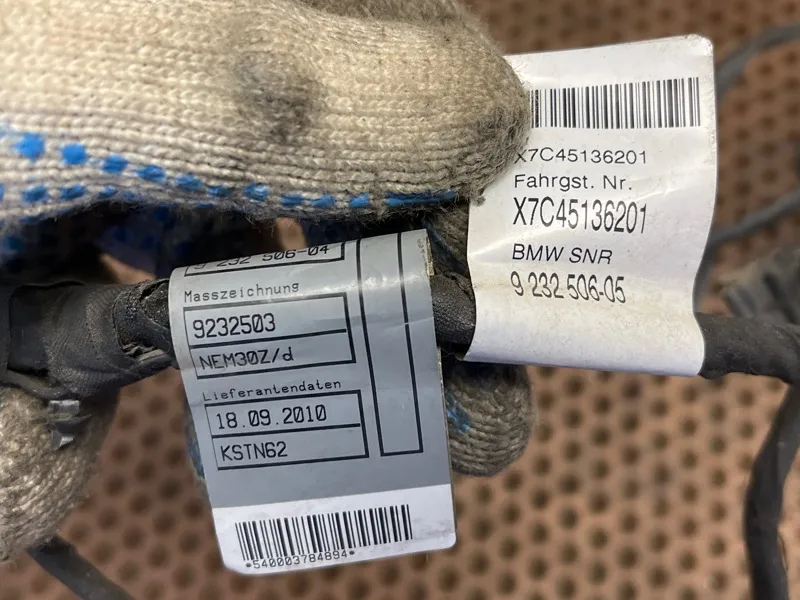 X7C45136201
Fahrgst. Nr.
X7C45136201
BMW SNR
9 232 506-05
9 232 506-04
Masszeichnung
9232503
NEM30Z/d
Lieferantendaten
18.09.2010
KSTN62
*540003784894*